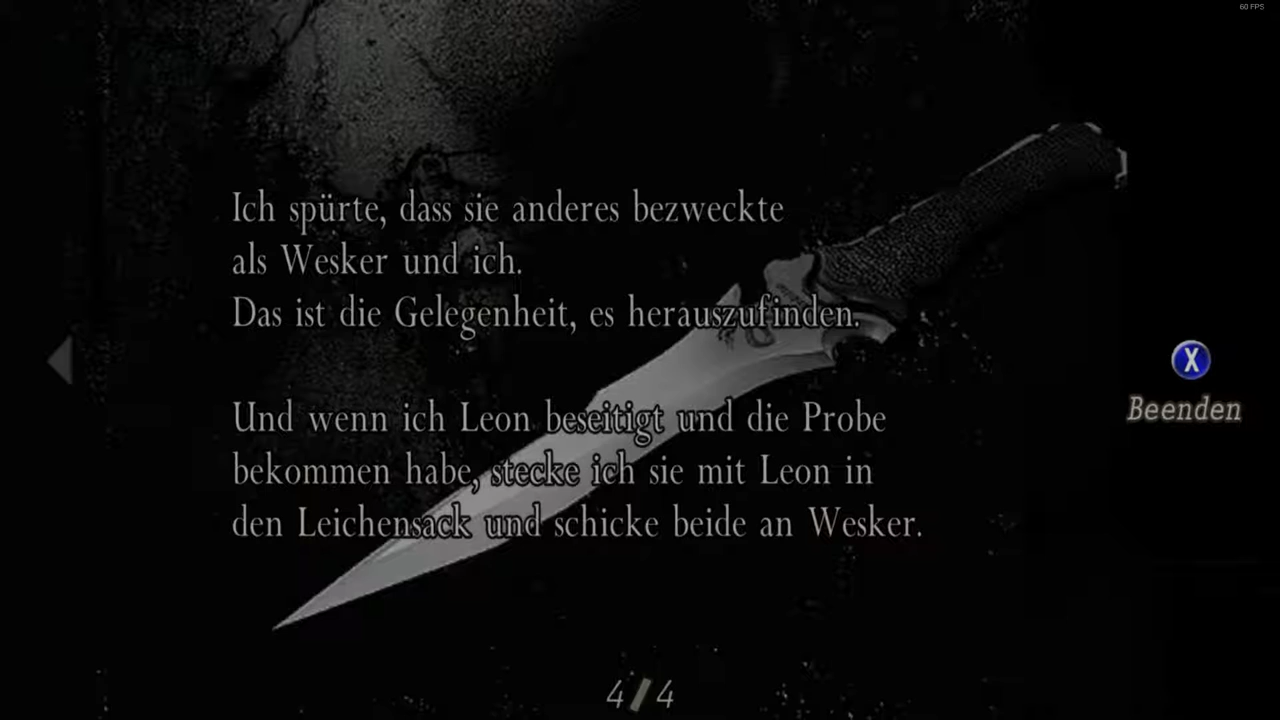 60 FPS
Ich spürte, dass sie anderes bezweckte
als Wesker und ich.
Das ist die Gelegenheit, es herauszufinden.
Und wenn ich Leon beseitigt und die Probe
bekommen habe, stecke ich sie mit Leon in
den Leichensack und schicke beide an Wesker.
X
Beenden
4/4